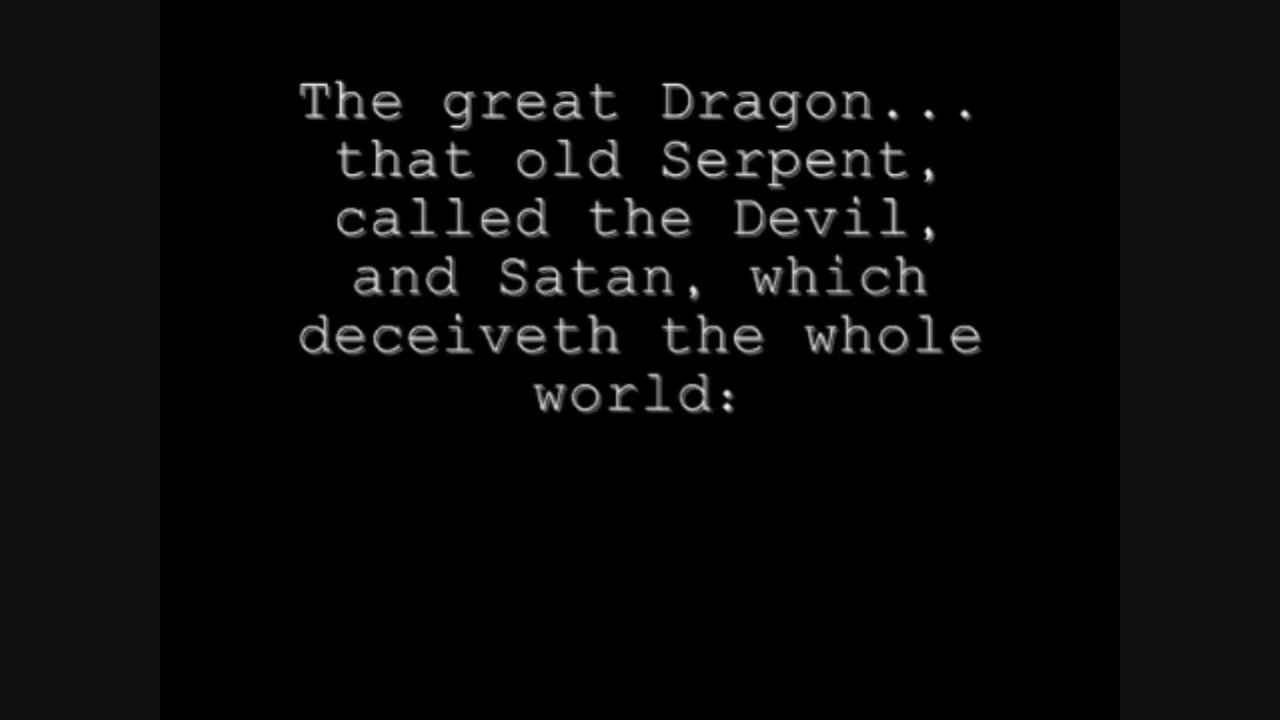 The great Dragon...
that old Serpent,
called the Devil,
and Satan, which
deceiveth the whole
world: